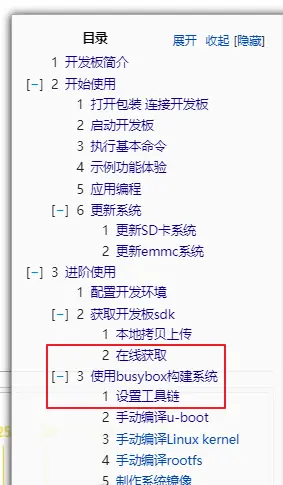 目录 展开 收起 [隐藏]
1 开发板简介
[−] 2 开始使用
1 打开包装 连接开发板
2 启动开发板
3 执行基本命令
4 示例功能体验
5 应用编程
[−] 6 更新系统
1 更新SD卡系统
2 更新emmc系统
[−] 3 进阶使用
1 配置开发环境
[−] 2 获取开发板sdk
1 本地拷贝上传
2 在线获取
[−] 3 使用busybox构建系统
1 设置工具链
2 手动编译u-boot
3 手动编译Linux kernel
4 手动编译rootfs
5 制作系统镜像
25